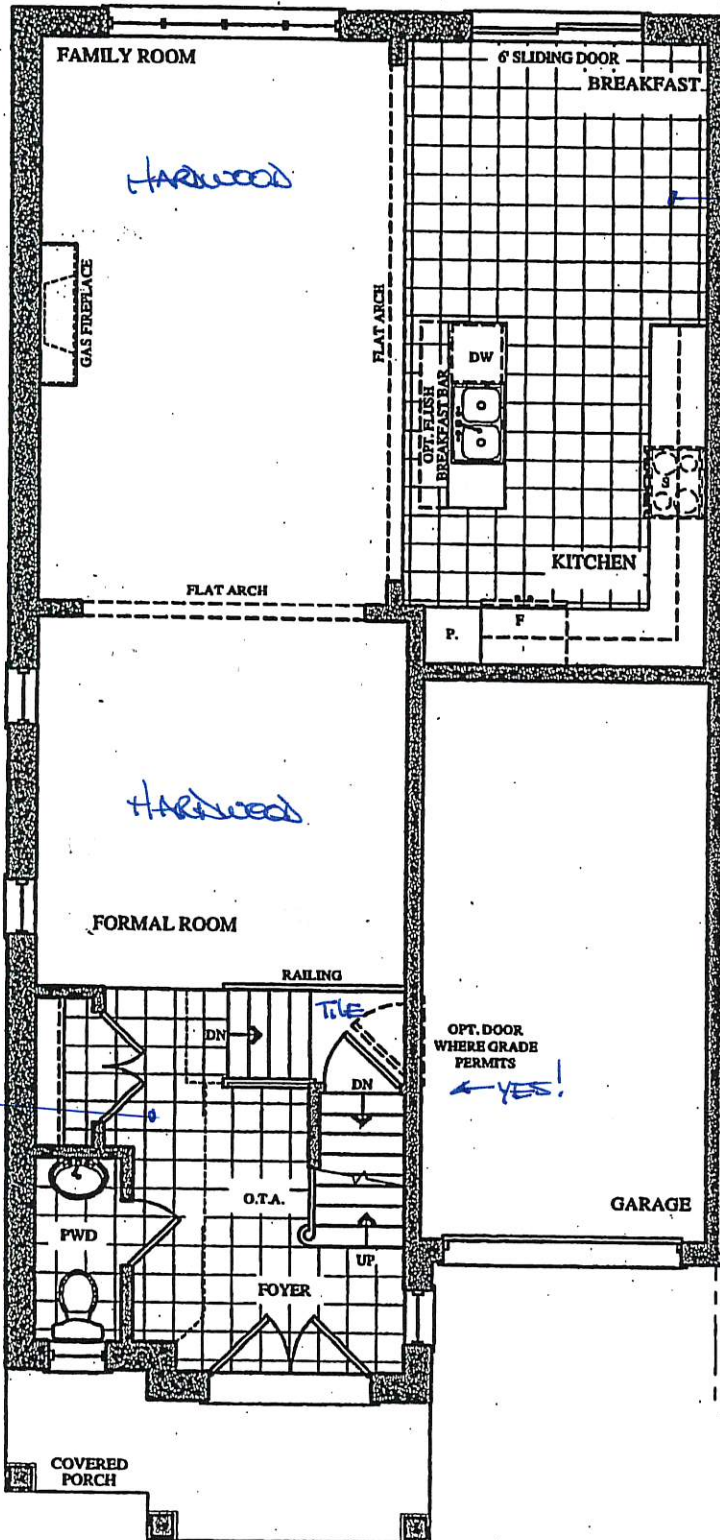 FAMILY ROOM
6' SLIDING DOOR
BREAKFAST
HARDWOOD
GAS FIREPLACE
FLAT ARCH
DW
OPT. FLUSH
BREAKFAST BAR
S
KITCHEN
FLAT ARCH
P.
F
HARDWOOD
FORMAL ROOM
RAILING
TILE
DN
OPT. DOOR
WHERE GRADE
PERMITS
DN
← YES!
O.T.A.
GARAGE
PWD
UP
FOYER
COVERED
PORCH